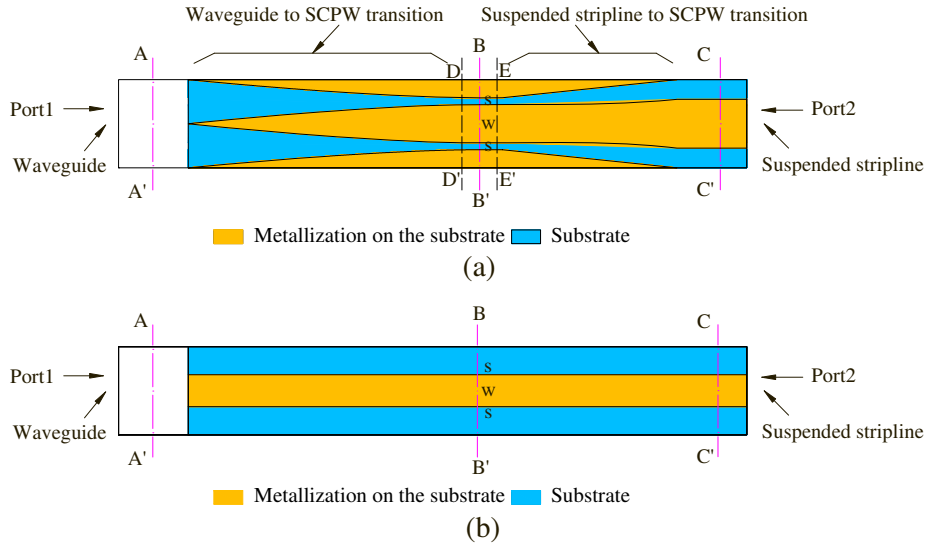 Waveguide to SCPW transition
Suspended stripline to SCPW transition
A
D
B
E
C
Port1
s
Port2
w
Waveguide
s
Suspended stripline
A'
D'
B'
E'
C'
Metallization on the substrate
Substrate
(a)
A
B
C
Port1
s
Port2
w
Waveguide
s
Suspended stripline
A'
B'
C'
Metallization on the substrate
Substrate
(b)